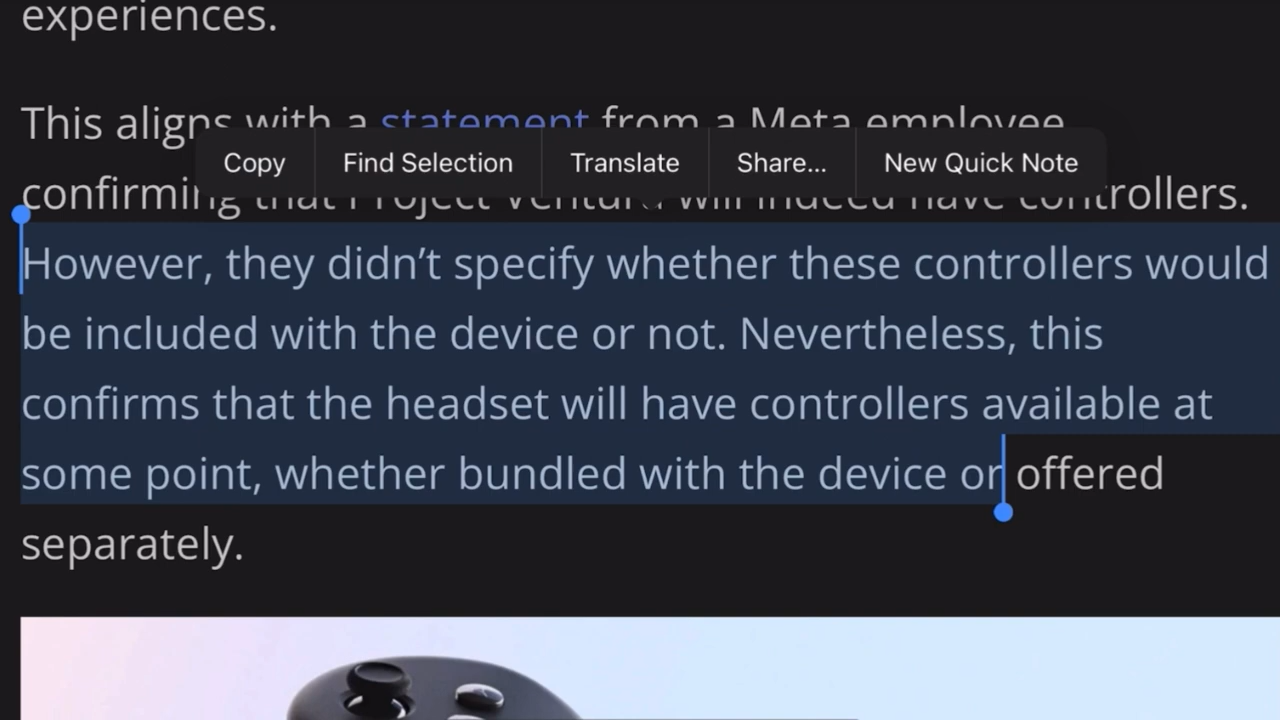 experiences.
This aligns with a statement from a Meta employee
Copy Find Selection Translate Share... New Quick Note
confirming that Project Ventura will indeed have controllers.
However, they didn’t specify whether these controllers would
be included with the device or not. Nevertheless, this
confirms that the headset will have controllers available at
some point, whether bundled with the device or offered
separately.